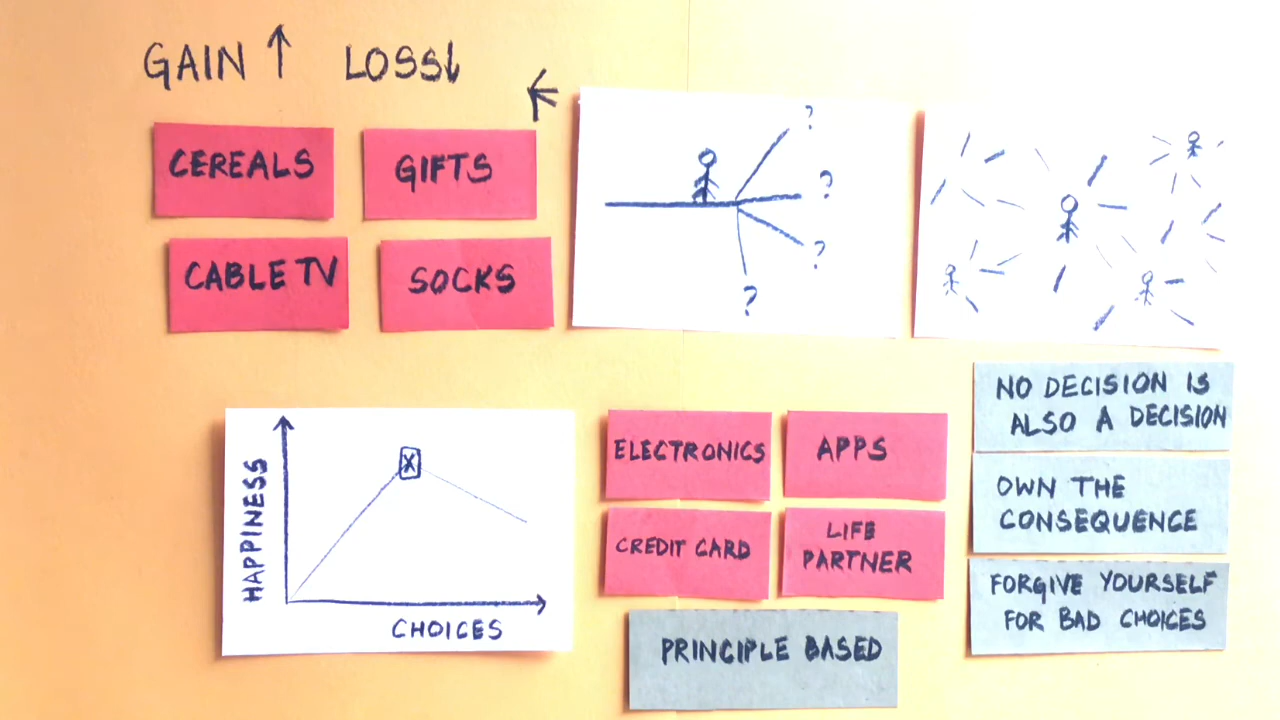 GAIN ↑ LOSS↓
←
CEREALS
GIFTS
CABLE TV
SOCKS
?
?
?
?
HAPPINESS
X
CHOICES
ELECTRONICS
APPS
CREDIT CARD
LIFE
PARTNER
PRINCIPLE BASED
NO DECISION IS
ALSO A DECISION
OWN THE
CONSEQUENCE
FORGIVE YOURSELF
FOR BAD CHOICES